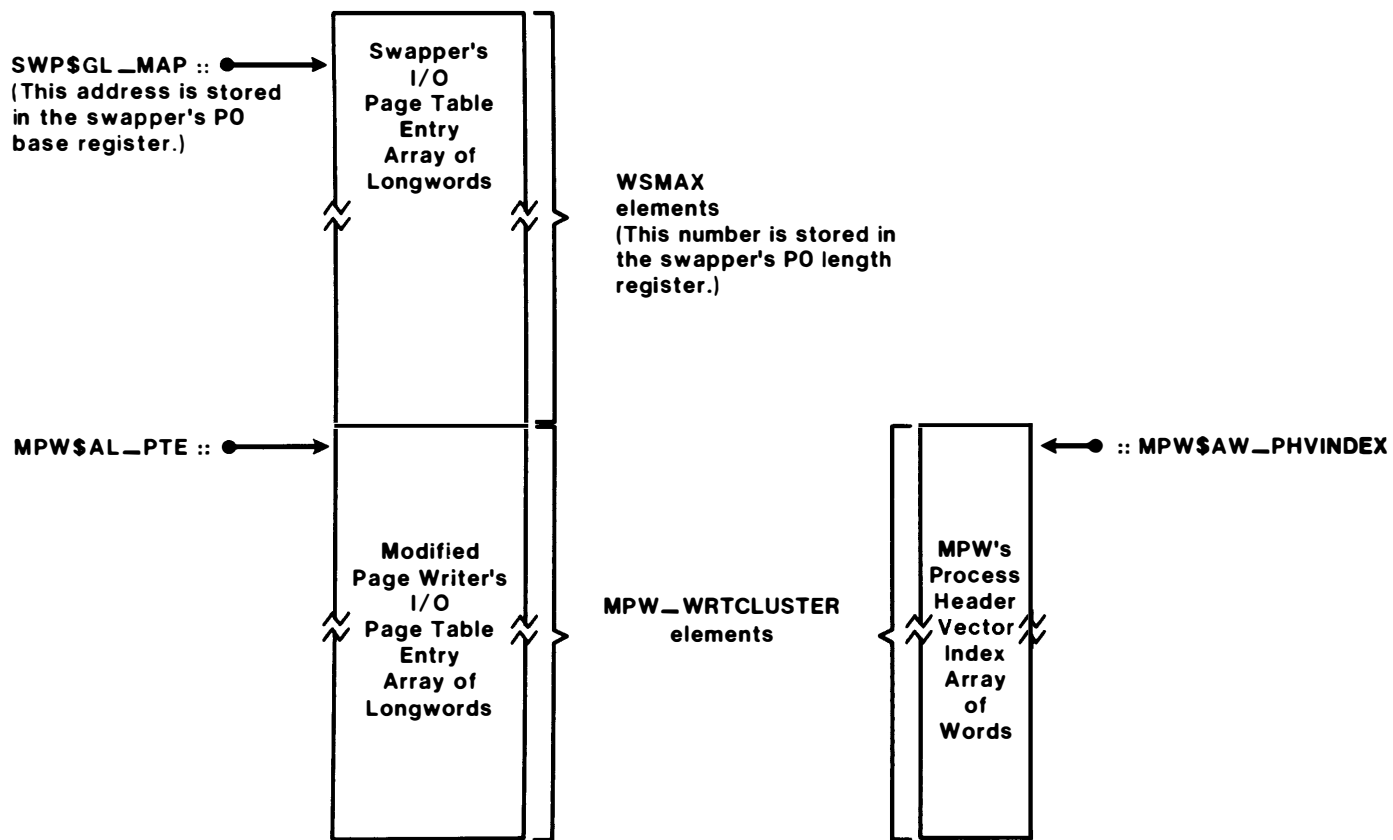 SWP$GL_MAP ::
(This address is stored
in the swapper's P0
base register.)
Swapper's
I/O
Page Table
Entry
Array of
Longwords
WSMAX
elements
(This number is stored in
the swapper's P0 length
register.)
MPW$AL_PTE ::
:: MPW$AW_PHVINDEX
Modified
Page Writer's
I/O
Page Table
Entry
Array of
Longwords
MPW_WRTCLUSTER
elements
MPW's
Process
Header
Vector
Index
Array
of
Words